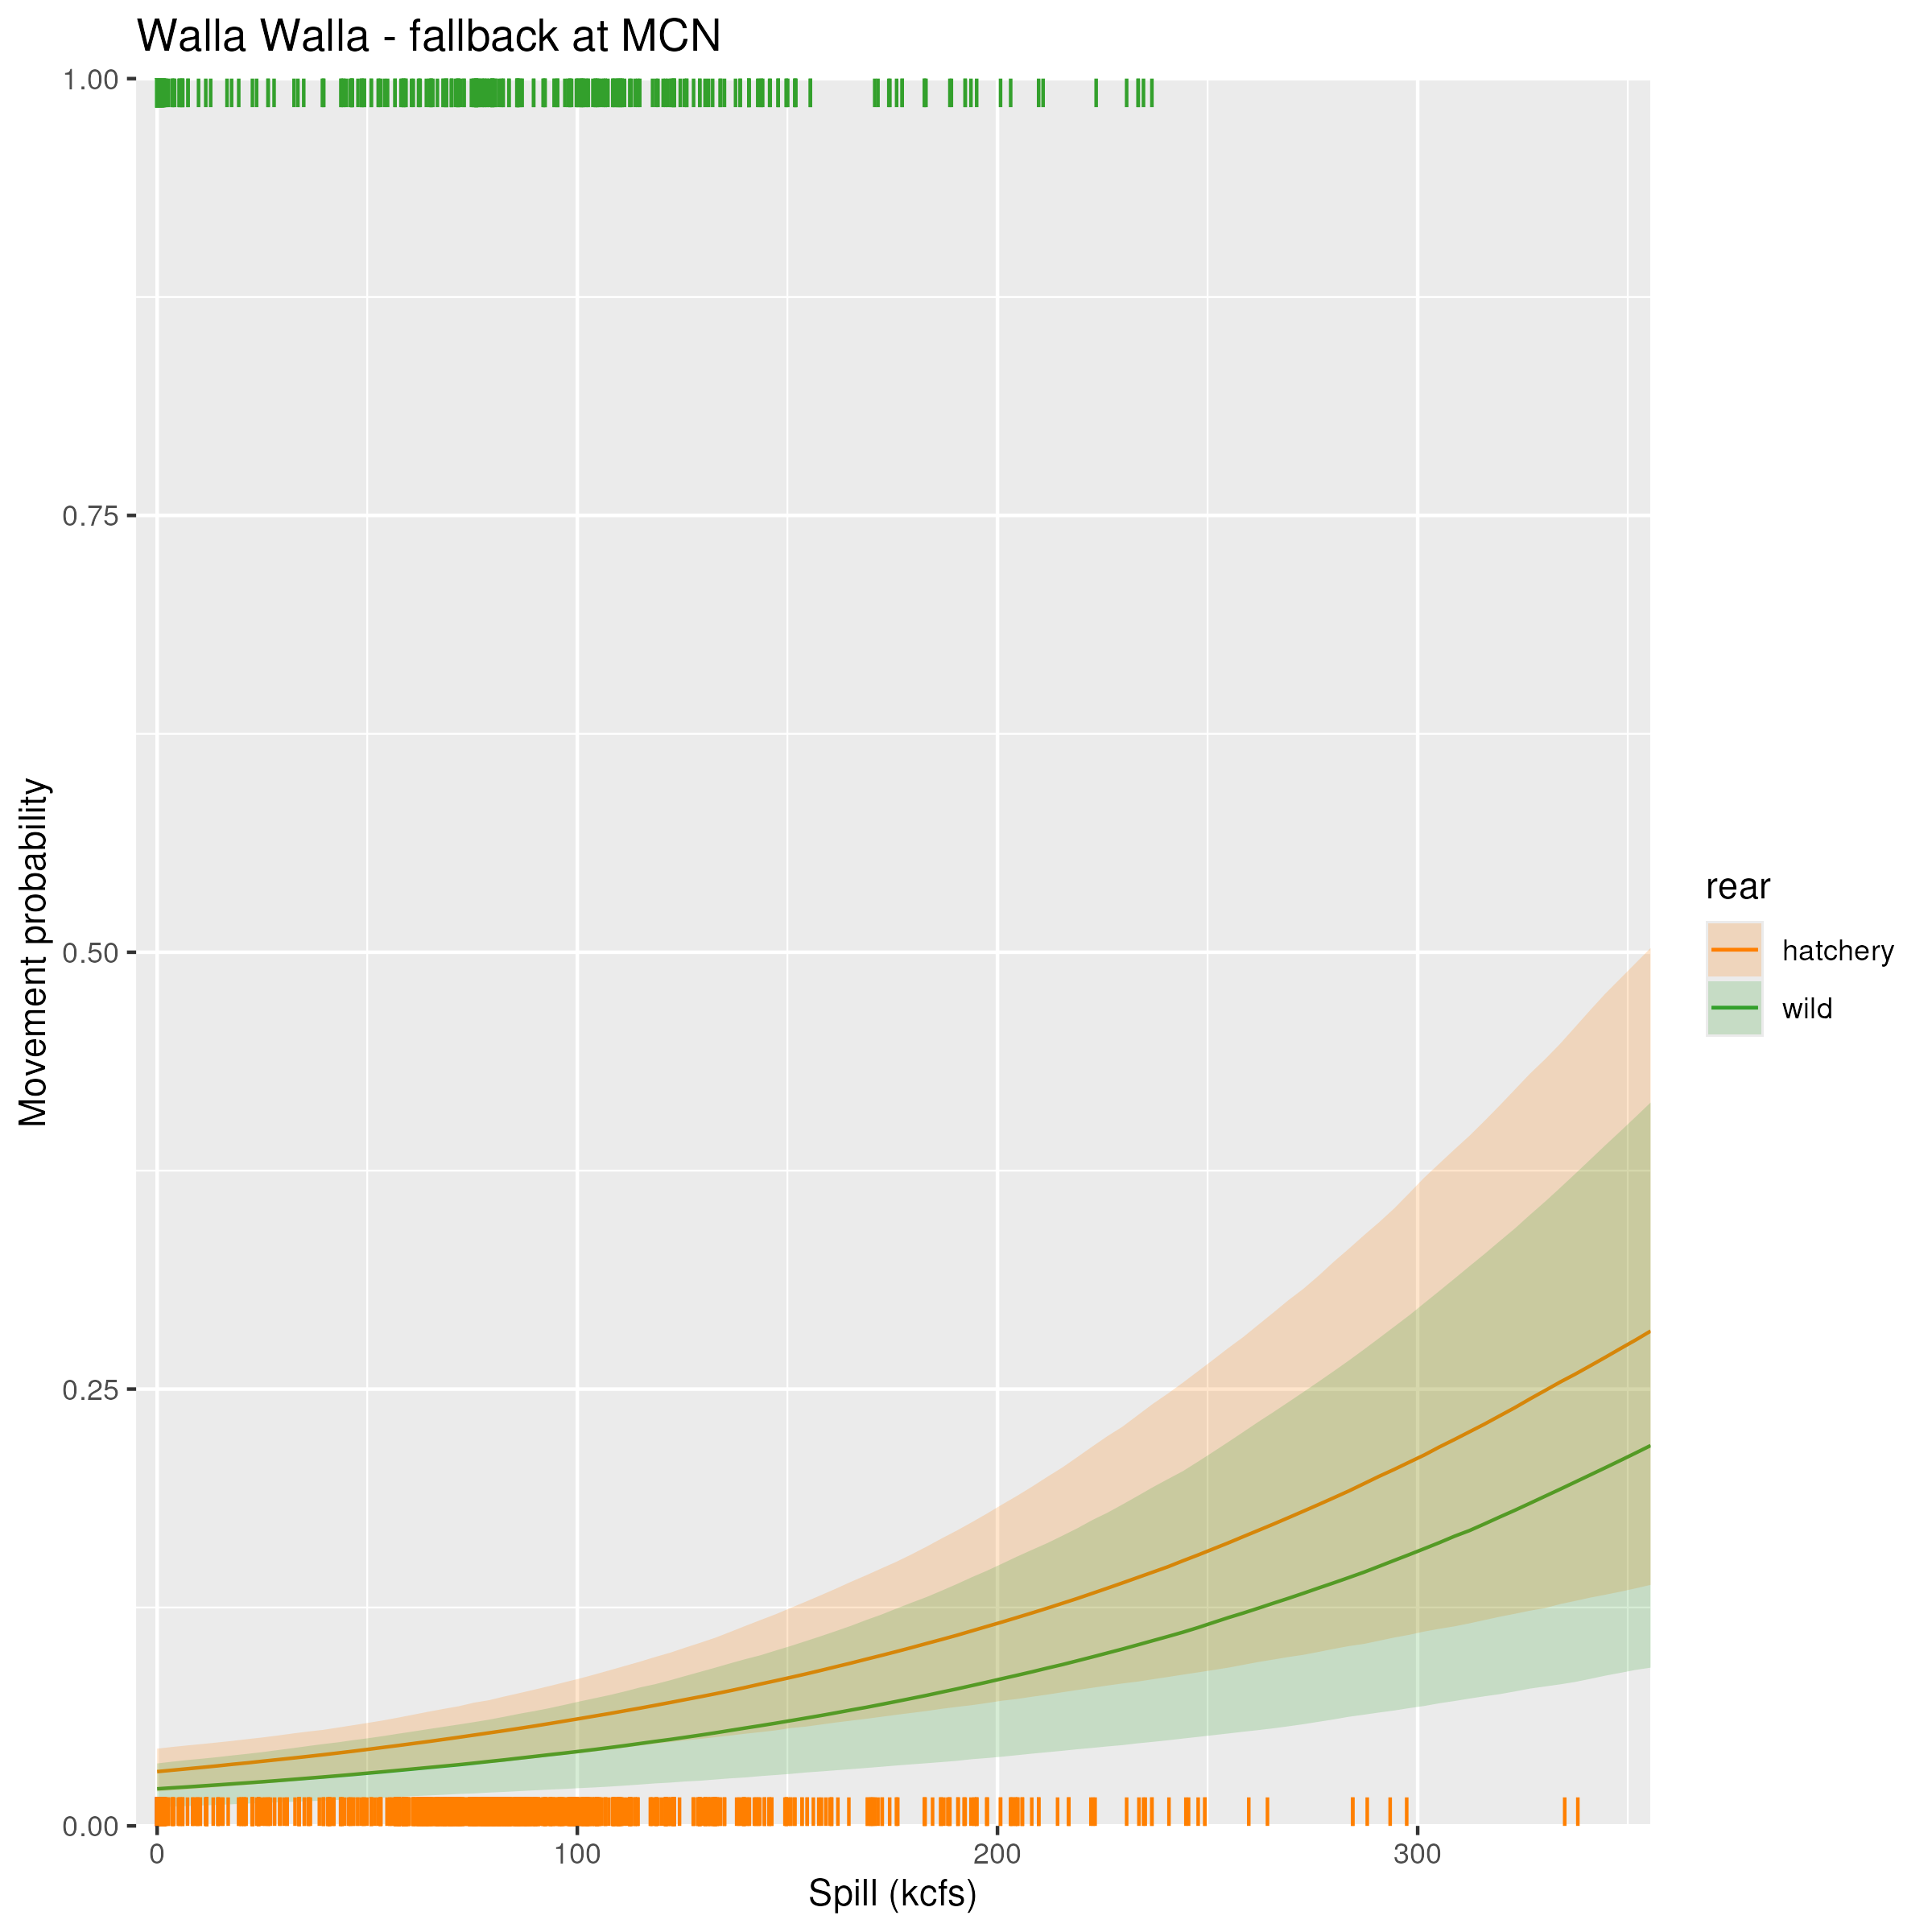 Walla Walla - fallback at MCN
1.00
0.75
0.50
0.25
0.00
Movement probability
0
100
200
300
Spill (kcfs)
rear
hatchery
wild